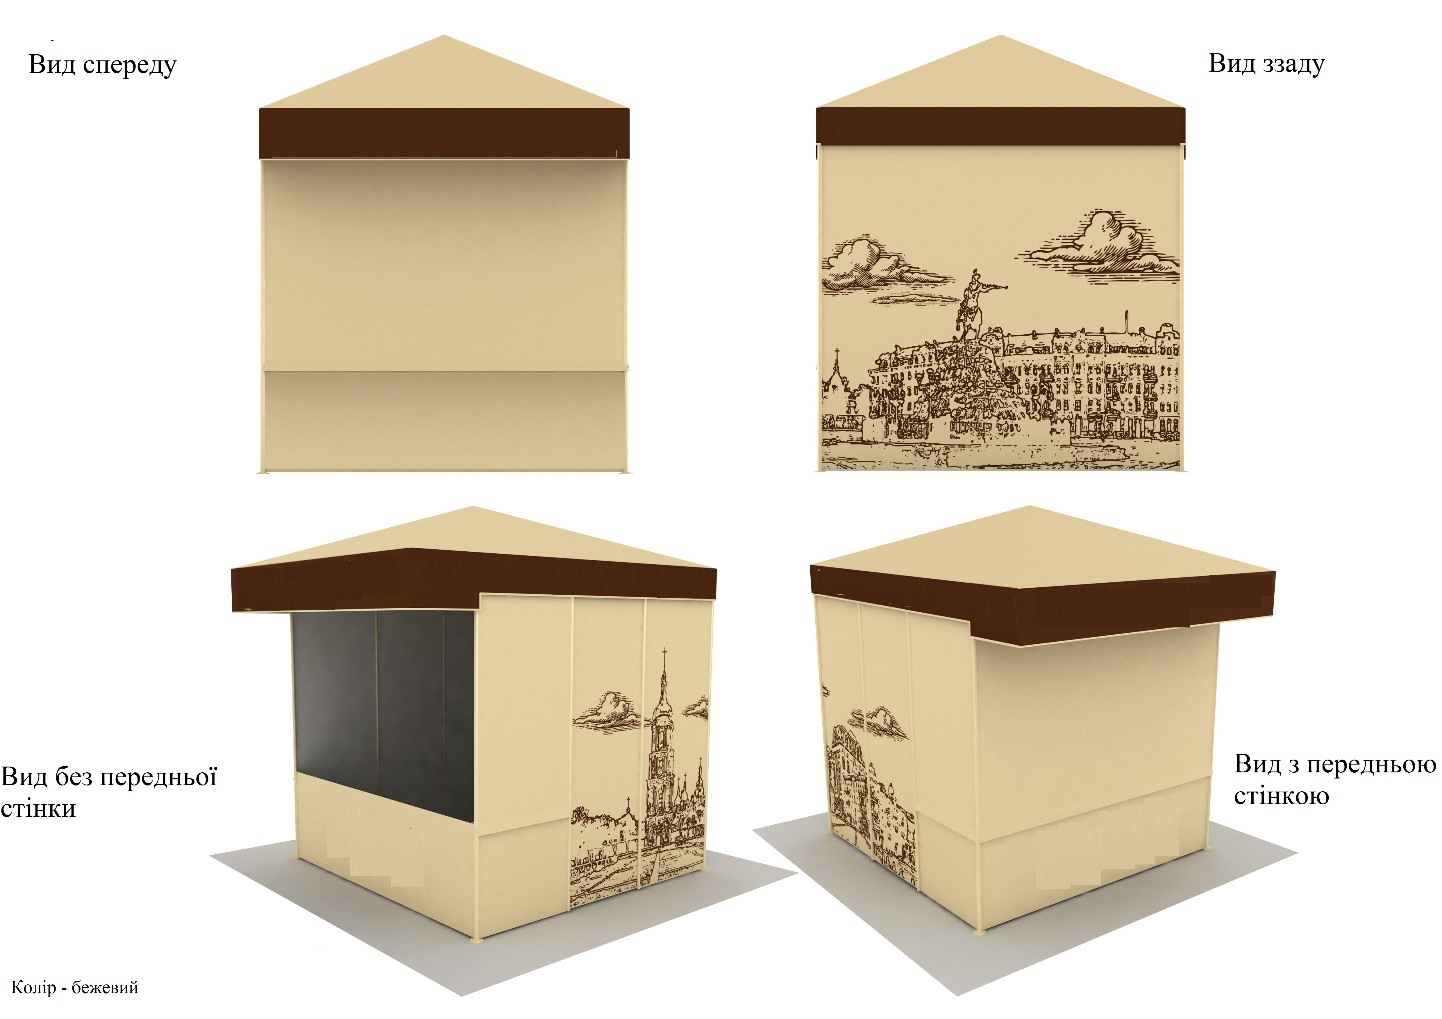 Вид спереду
Вид ззаду
Вид без передньої
стінки
Вид з передньою
стінкою
Колір - бежевий